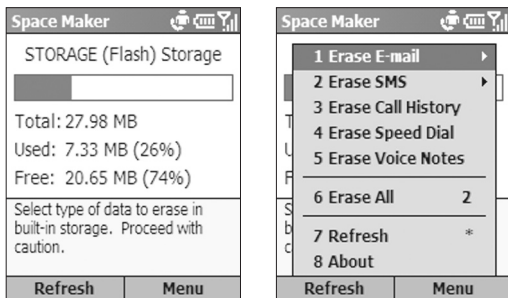 Space Maker
STORAGE (Flash) Storage
Total: 27.98 MB
Used: 7.33 MB (26%)
Free: 20.65 MB (74%)
Select type of data to erase in
built-in storage. Proceed with
caution.
Refresh Menu
Space Maker
1 Erase E-mail
2 Erase SMS
3 Erase Call History
4 Erase Speed Dial
5 Erase Voice Notes
6 Erase All 2
7 Refresh *
8 About
Refresh Menu